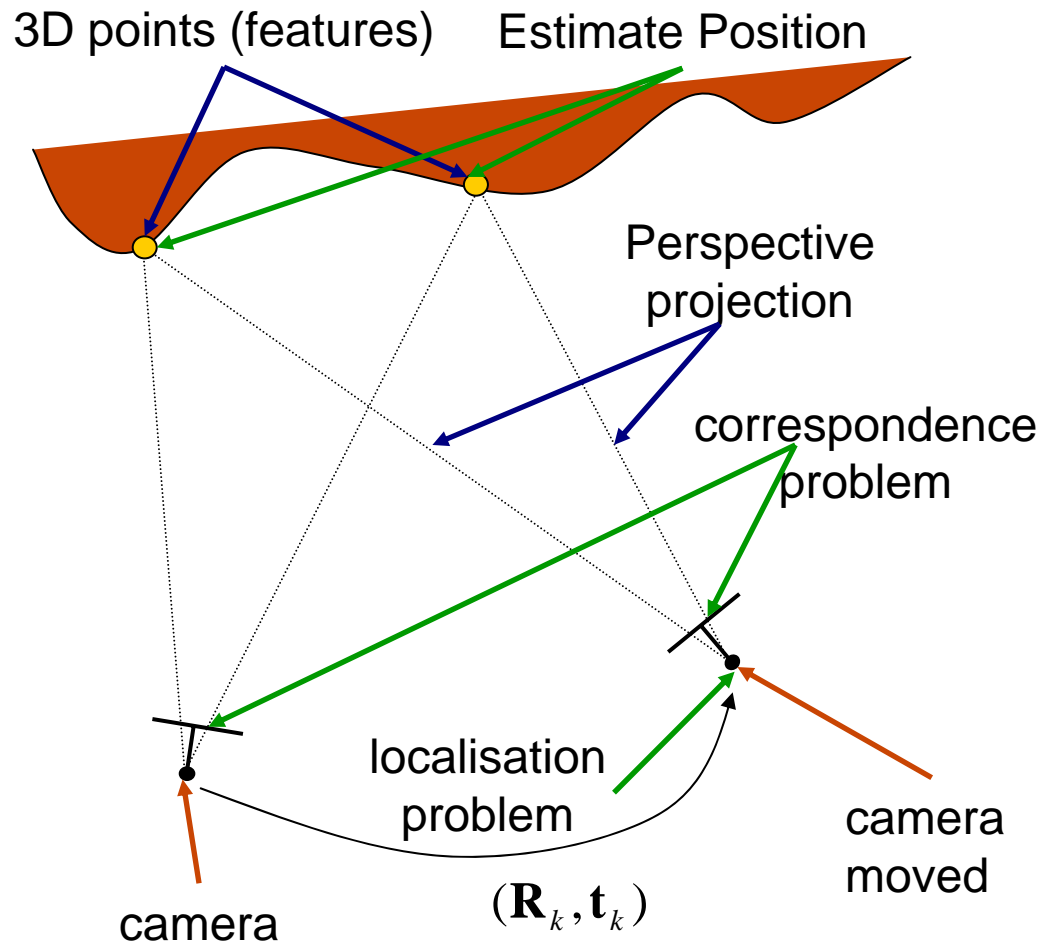 3D points (features)
Estimate Position
Perspective
projection
correspondence
problem
localisation
problem
camera
moved
(R_k, t_k)
camera